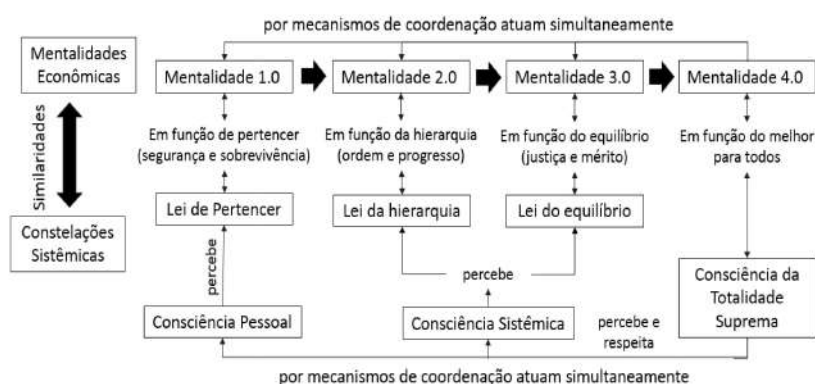 por mecanismos de coordenação atuam simultaneamente
Mentalidades
Econômicas
Mentalidade 1.0
Mentalidade 2.0
Mentalidade 3.0
Mentalidade 4.0
Similaridades
Em função de pertencer
(segurança e sobrevivência)
Em função da hierarquia
(ordem e progresso)
Em função do equilíbrio
(justiça e mérito)
Em função do melhor
para todos
Lei de Pertencer
Lei da hierarquia
Lei do equilíbrio
Constelações
Sistêmicas
percebe
percebe
Consciência da
Totalidade
Suprema
Consciência Pessoal
Consciência Sistêmica
percebe e
respeita
por mecanismos de coordenação atuam simultaneamente